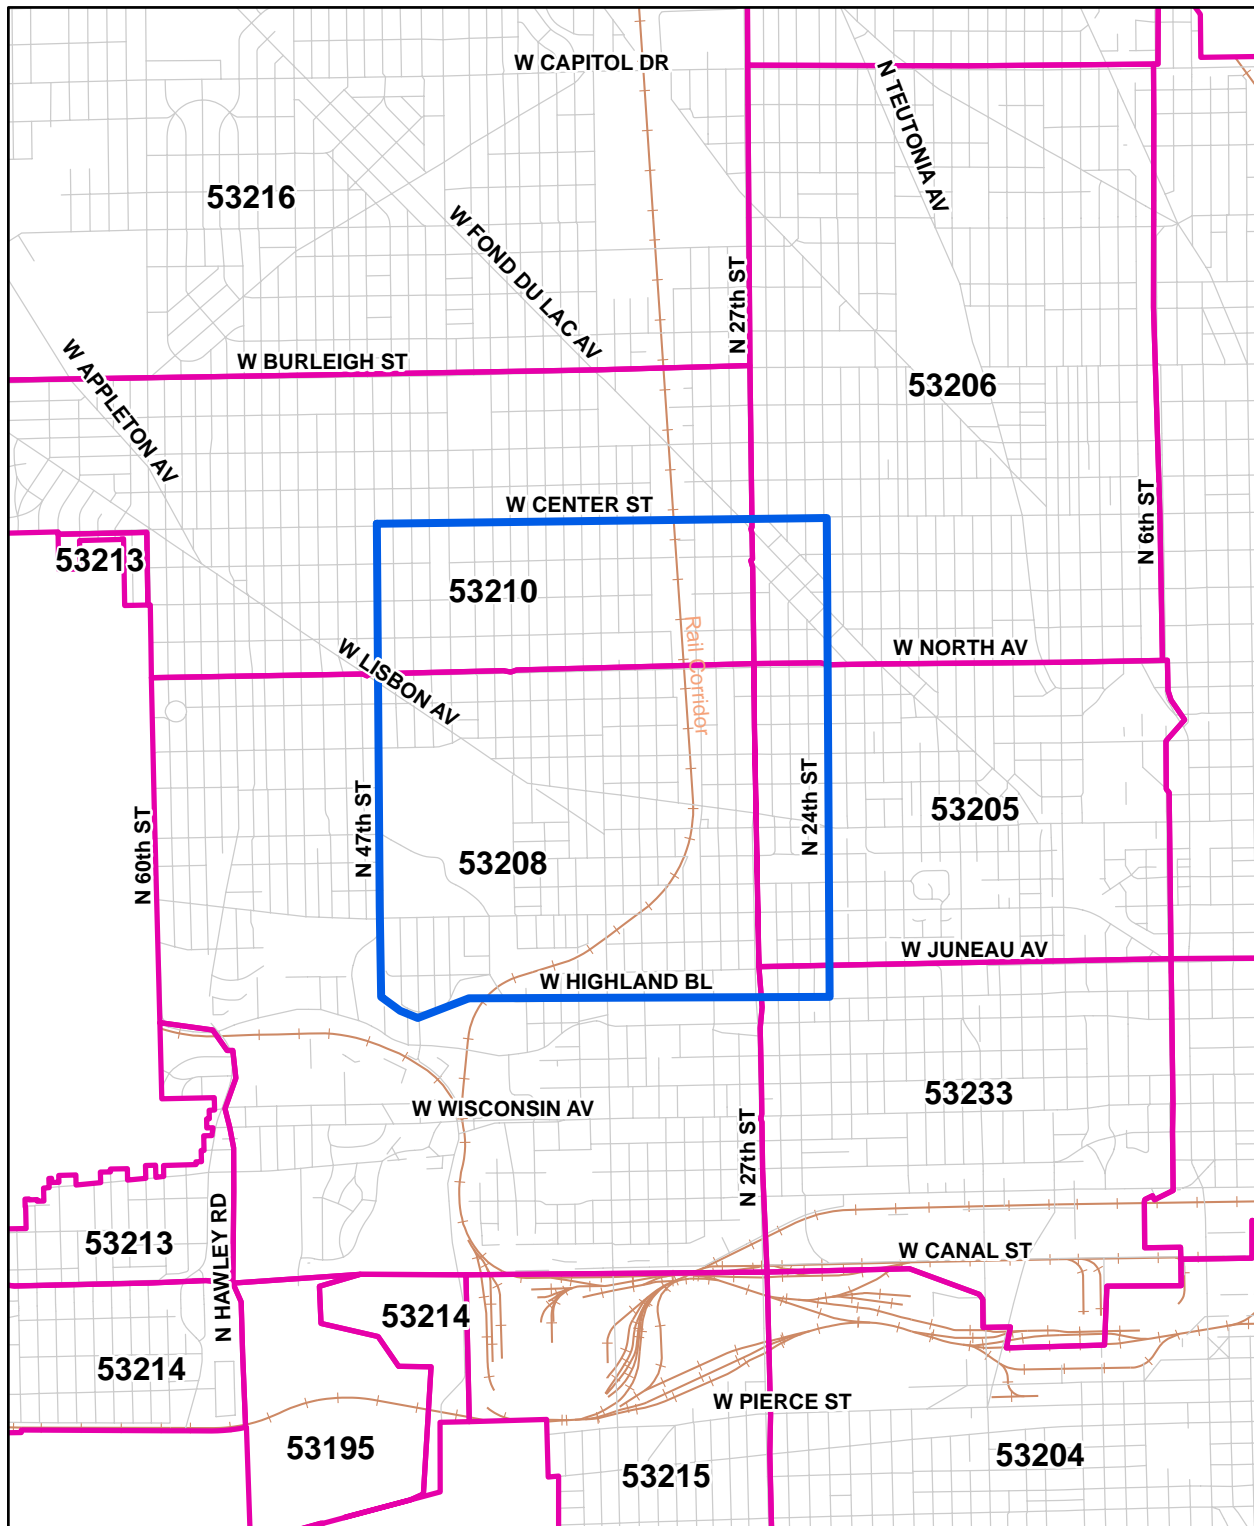 W CAPITOL DR
N TEUTONIA AV
53216
W FOND DU LAC AV
N 27th ST
W BURLEIGH ST
W APPLETON AV
53206
W CENTER ST
N 6th ST
53213
53210
W LISBON AV
Rail Corridor
W NORTH AV
N 47th ST
N 24th ST
53205
N 60th ST
53208
W JUNEAU AV
W HIGHLAND BL
53233
W WISCONSIN AV
N 27th ST
53213
N HAWLEY RD
W CANAL ST
53214
53214
W PIERCE ST
53195
53215
53204